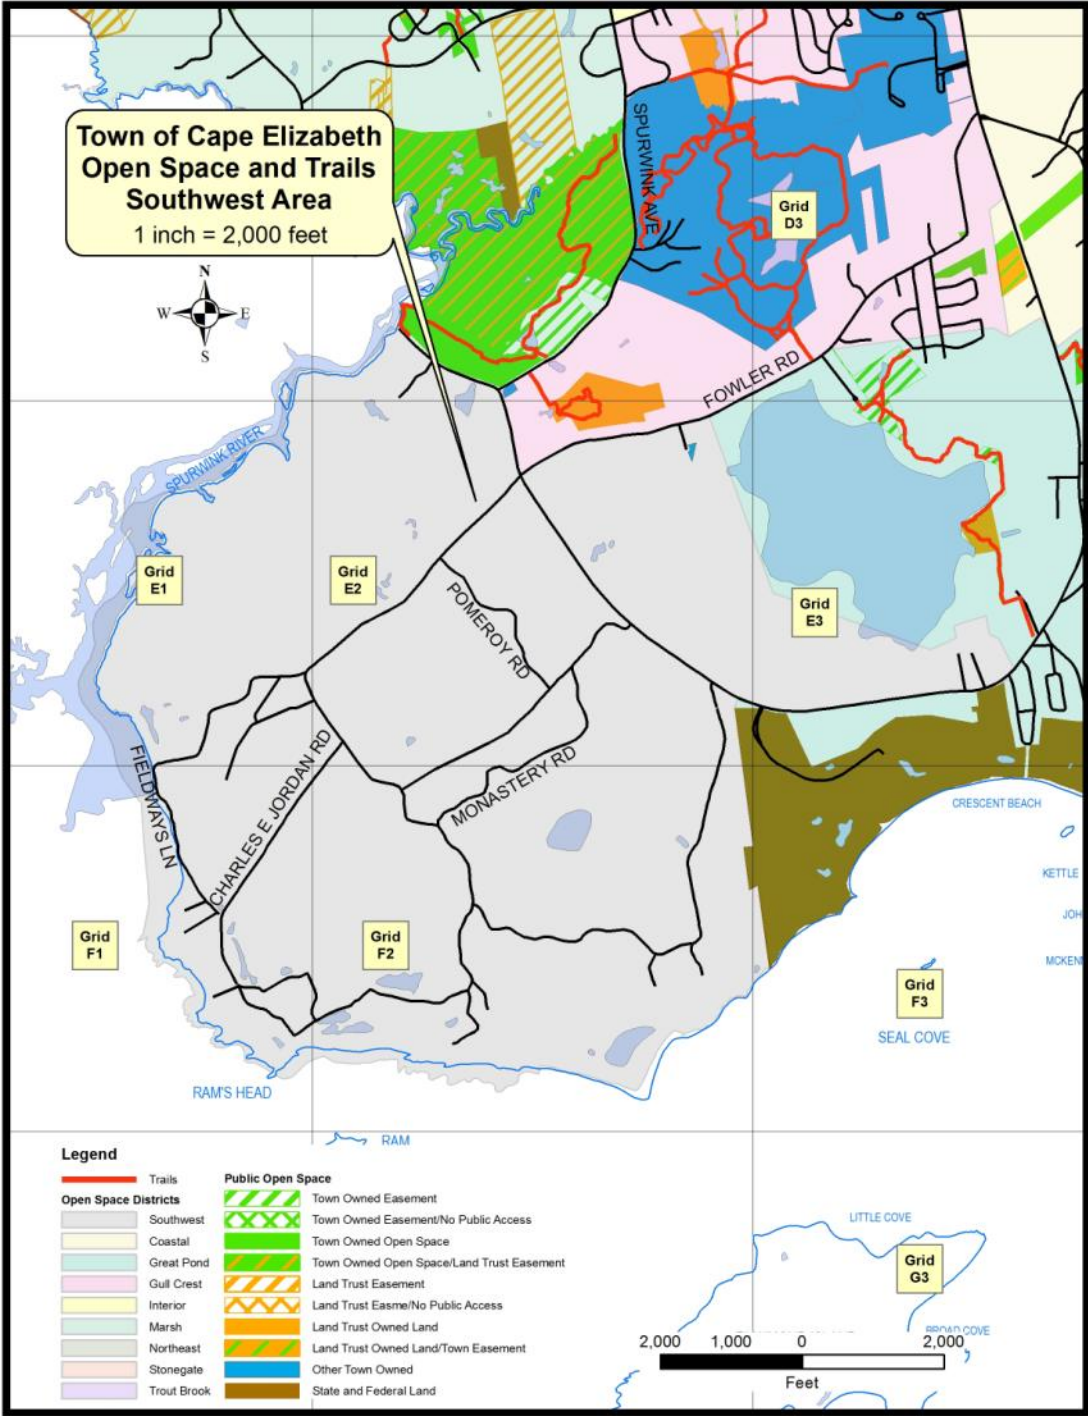 Town of Cape Elizabeth
Open Space and Trails
Southwest Area
1 inch = 2,000 feet
N
W
E
S
SPURWINK AVE
Grid
D3
FOWLER RD
SPURWINK RIVER
Grid
E1
Grid
E2
POMEROY RD
Grid
E3
FIELDWAYS LN
CHARLES E JORDAN RD
MONASTERY RD
CRESCENT BEACH
KETTLE
JOH
MCKEN
Grid
F1
Grid
F2
Grid
F3
SEAL COVE
RAM'S HEAD
RAM
Legend
Trails
Open Space Districts
Southwest
Coastal
Great Pond
Gull Crest
Interior
Marsh
Northeast
Stonegate
Trout Brook
Public Open Space
Town Owned Easement
Town Owned Easement/No Public Access
Town Owned Open Space
Town Owned Open Space/Land Trust Easement
Land Trust Easement
Land Trust Easme/No Public Access
Land Trust Owned Land
Land Trust Owned Land/Town Easement
Other Town Owned
State and Federal Land
LITTLE COVE
Grid
G3
BROAD COVE
2,000 1,000 0 2,000
Feet